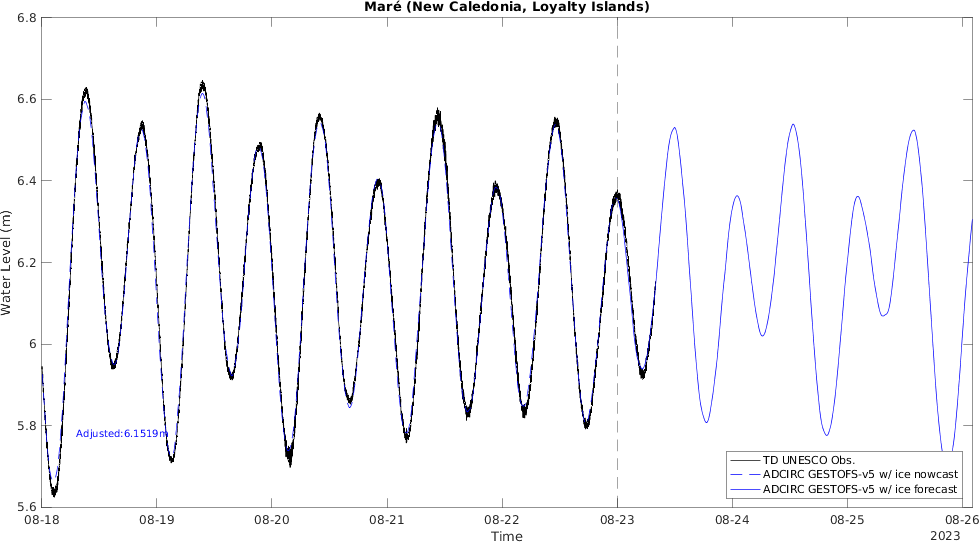 Maré (New Caledonia, Loyalty Islands)
6.8
6.6
6.4
6.2
6
5.8
5.6
Water Level (m)
Adjusted:6.1519m
TD UNESCO Obs.
ADCIRC GESTOFS-v5 w/ ice nowcast
ADCIRC GESTOFS-v5 w/ ice forecast
08-18 08-19 08-20 08-21 08-22 08-23 08-24 08-25 08-26
Time
2023